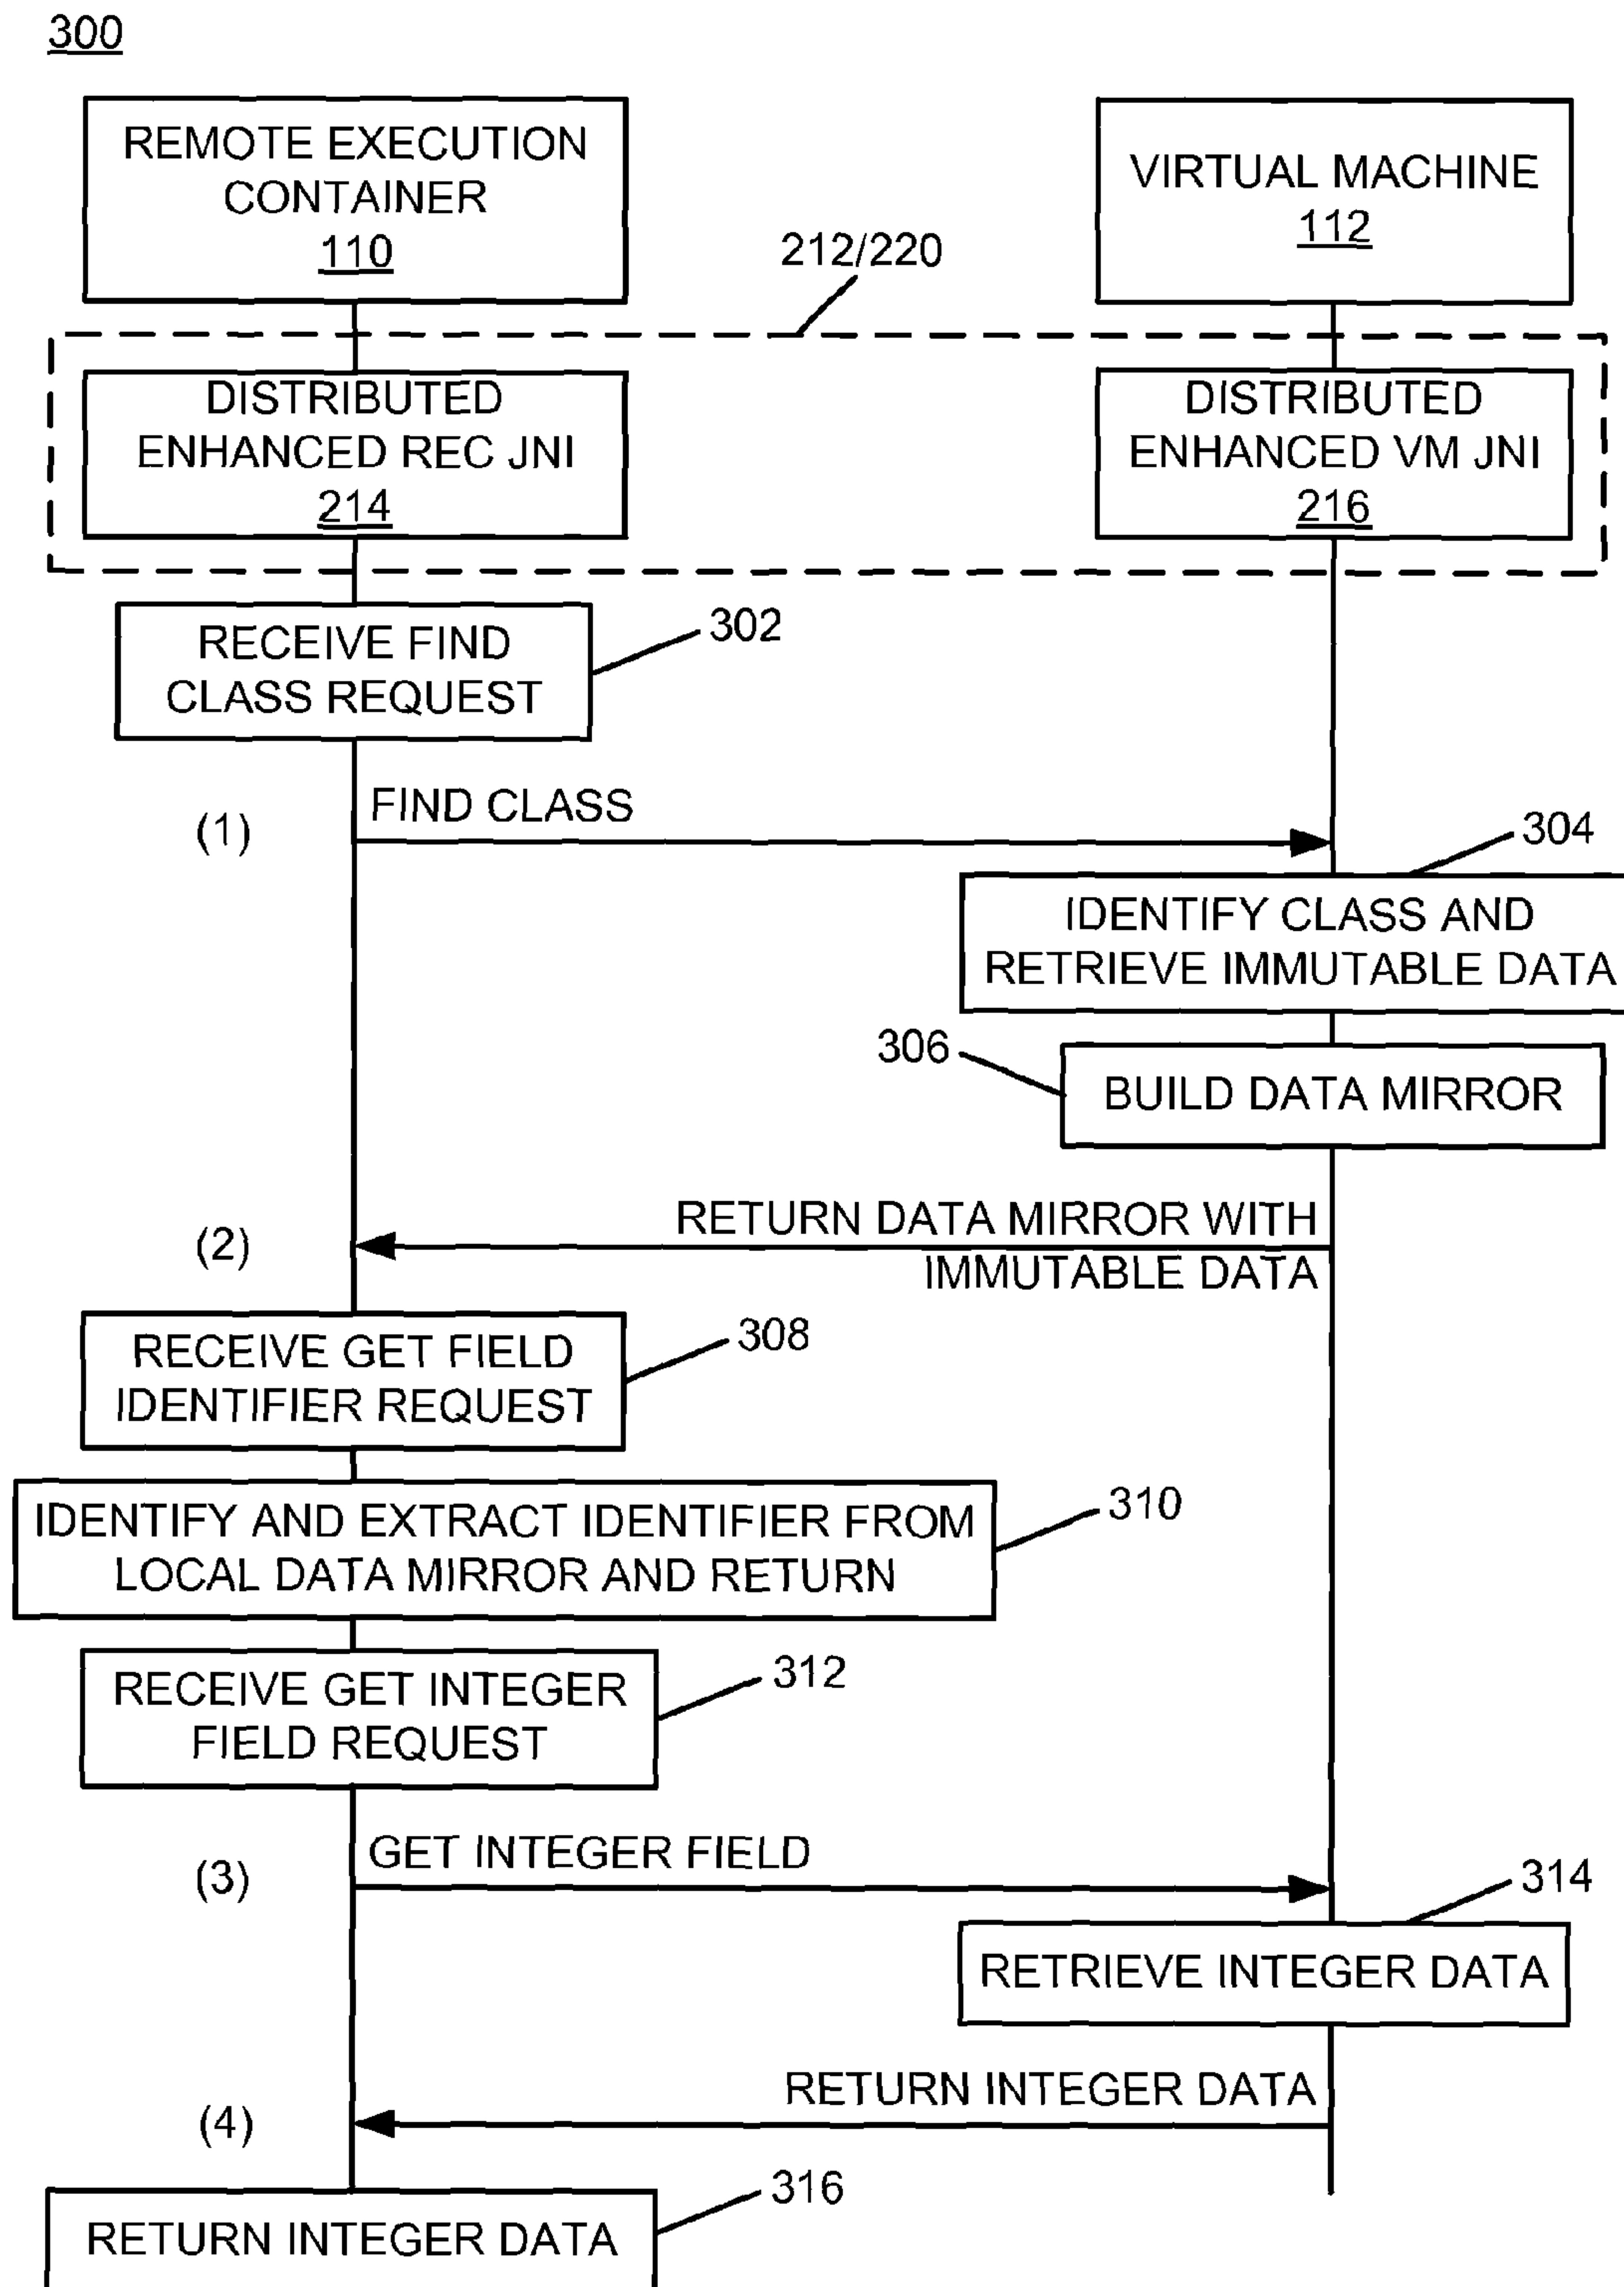 300
REMOTE EXECUTION
CONTAINER
110
VIRTUAL MACHINE
112
212/220
DISTRIBUTED
ENHANCED REC JNI
214
DISTRIBUTED
ENHANCED VM JNI
216
RECEIVE FIND
CLASS REQUEST
302
(1)
FIND CLASS
304
IDENTIFY CLASS AND
RETRIEVE IMMUTABLE DATA
306
BUILD DATA MIRROR
(2)
RETURN DATA MIRROR WITH
IMMUTABLE DATA
RECEIVE GET FIELD
IDENTIFIER REQUEST
308
IDENTIFY AND EXTRACT IDENTIFIER FROM
LOCAL DATA MIRROR AND RETURN
310
RECEIVE GET INTEGER
FIELD REQUEST
312
(3)
GET INTEGER FIELD
314
RETRIEVE INTEGER DATA
(4)
RETURN INTEGER DATA
316
RETURN INTEGER DATA